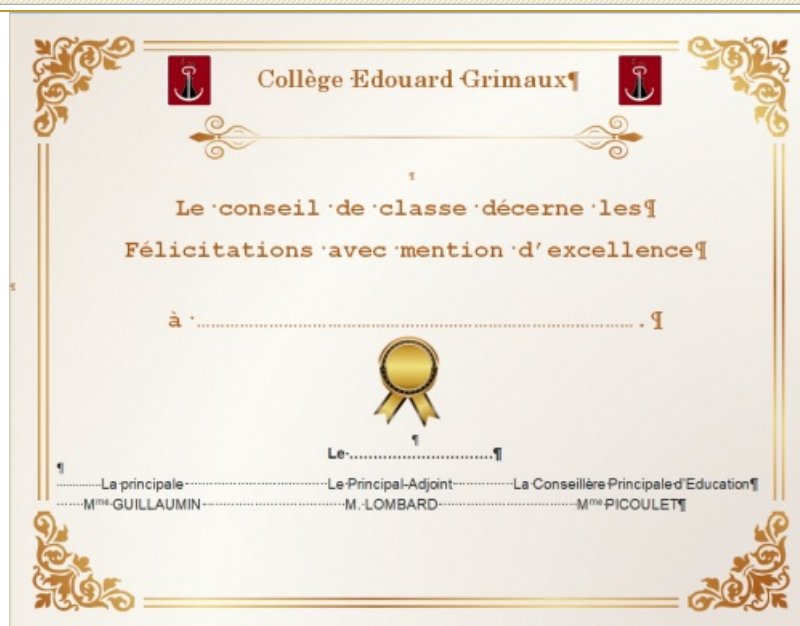 Collège Edouard Grimaux¶
¶
Le conseil de classe décerne les¶
Félicitations avec mention d'excellence¶
¶
à ............................................................ . ¶
¶
Le.............................¶
¶
La principale Le Principal-Adjoint La Conseillère Principale d'Education¶
Mme GUILLAUMIN M. LOMBARD Mme PICOULET¶